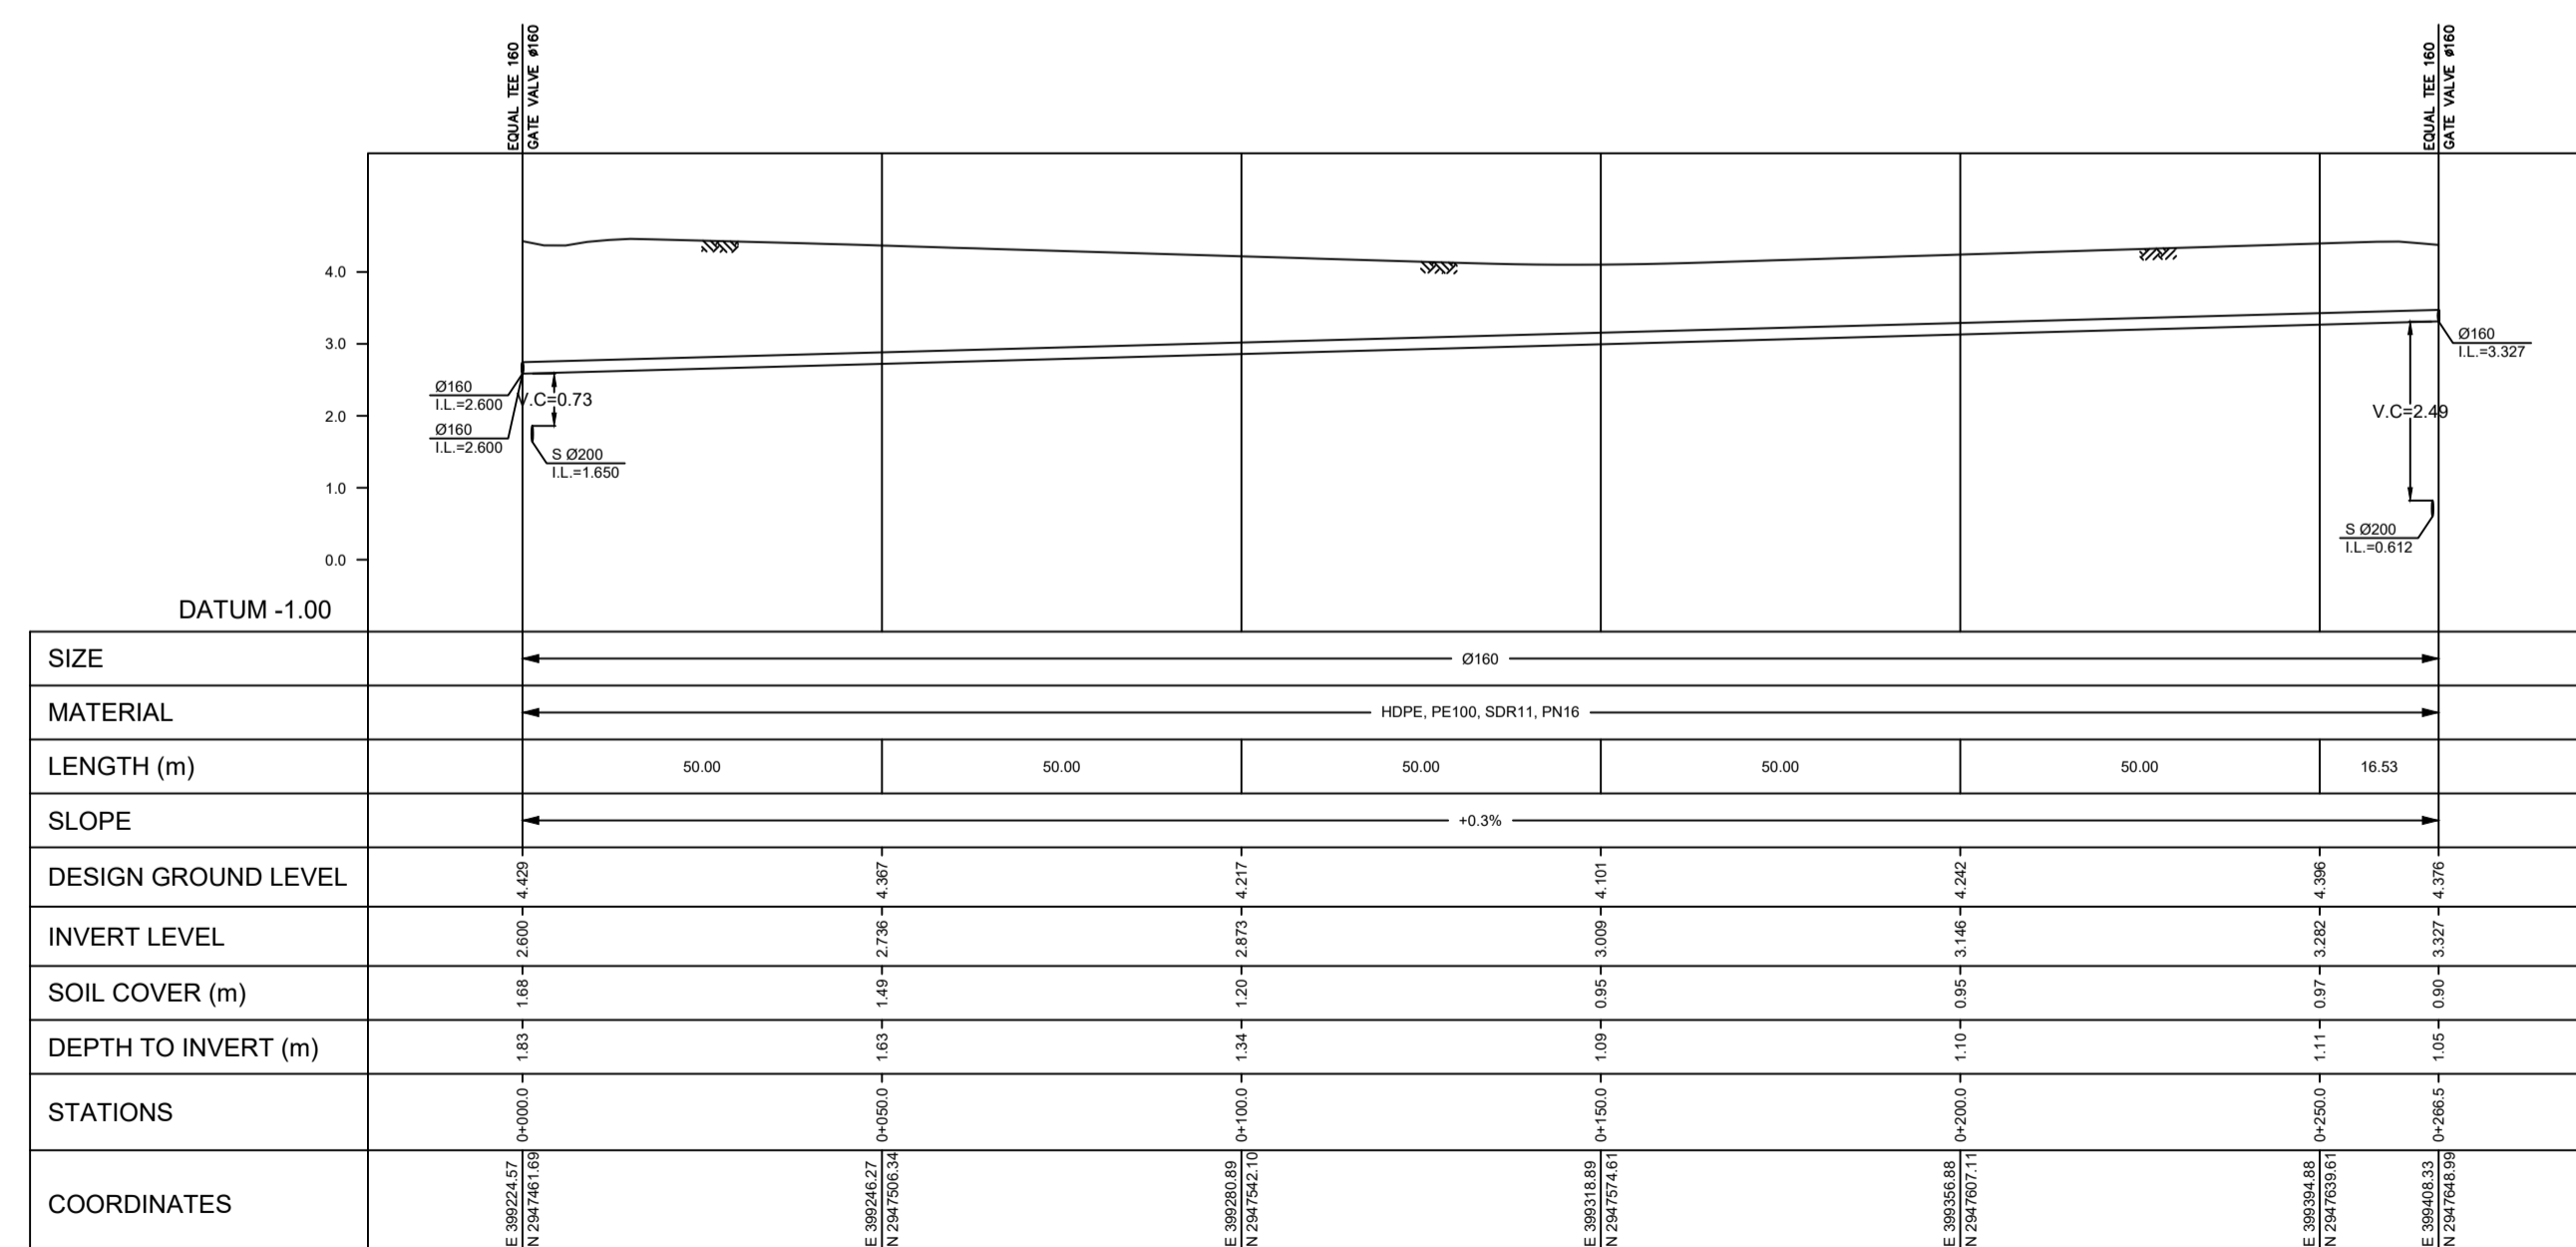 EQUAL TEE 160
GATE VALVE ø160
EQUAL TEE 160
GATE VALVE ø160
4.0
3.0
2.0
1.0
0.0
Ø160
I.L.=2.600
Ø160
I.L.=2.600
V.C=0.73
S Ø200
I.L.=1.650
Ø160
I.L.=3.327
V.C=2.49
S Ø200
I.L.=0.612
DATUM -1.00
SIZE Ø160
MATERIAL HDPE, PE100, SDR11, PN16
LENGTH (m) 50.00 50.00 50.00 50.00 50.00 16.53
SLOPE +0.3%
DESIGN GROUND LEVEL 4.429 4.367 4.217 4.101 4.242 4.396 4.376
INVERT LEVEL 2.600 2.736 2.873 3.009 3.146 3.282 3.327
SOIL COVER (m) 1.68 1.49 1.20 0.95 0.95 0.97 0.90
DEPTH TO INVERT (m) 1.83 1.63 1.34 1.09 1.10 1.11 1.05
STATIONS 0+000.0 0+050.0 0+100.0 0+150.0 0+200.0 0+250.0 0+266.5
COORDINATES
E 399224.57
N 2947461.69
E 399246.27
N 2947506.34
E 399280.89
N 2947542.10
E 399318.89
N 2947574.61
E 399356.88
N 2947607.11
E 399394.88
N 2947639.61
E 399408.33
N 2947648.99